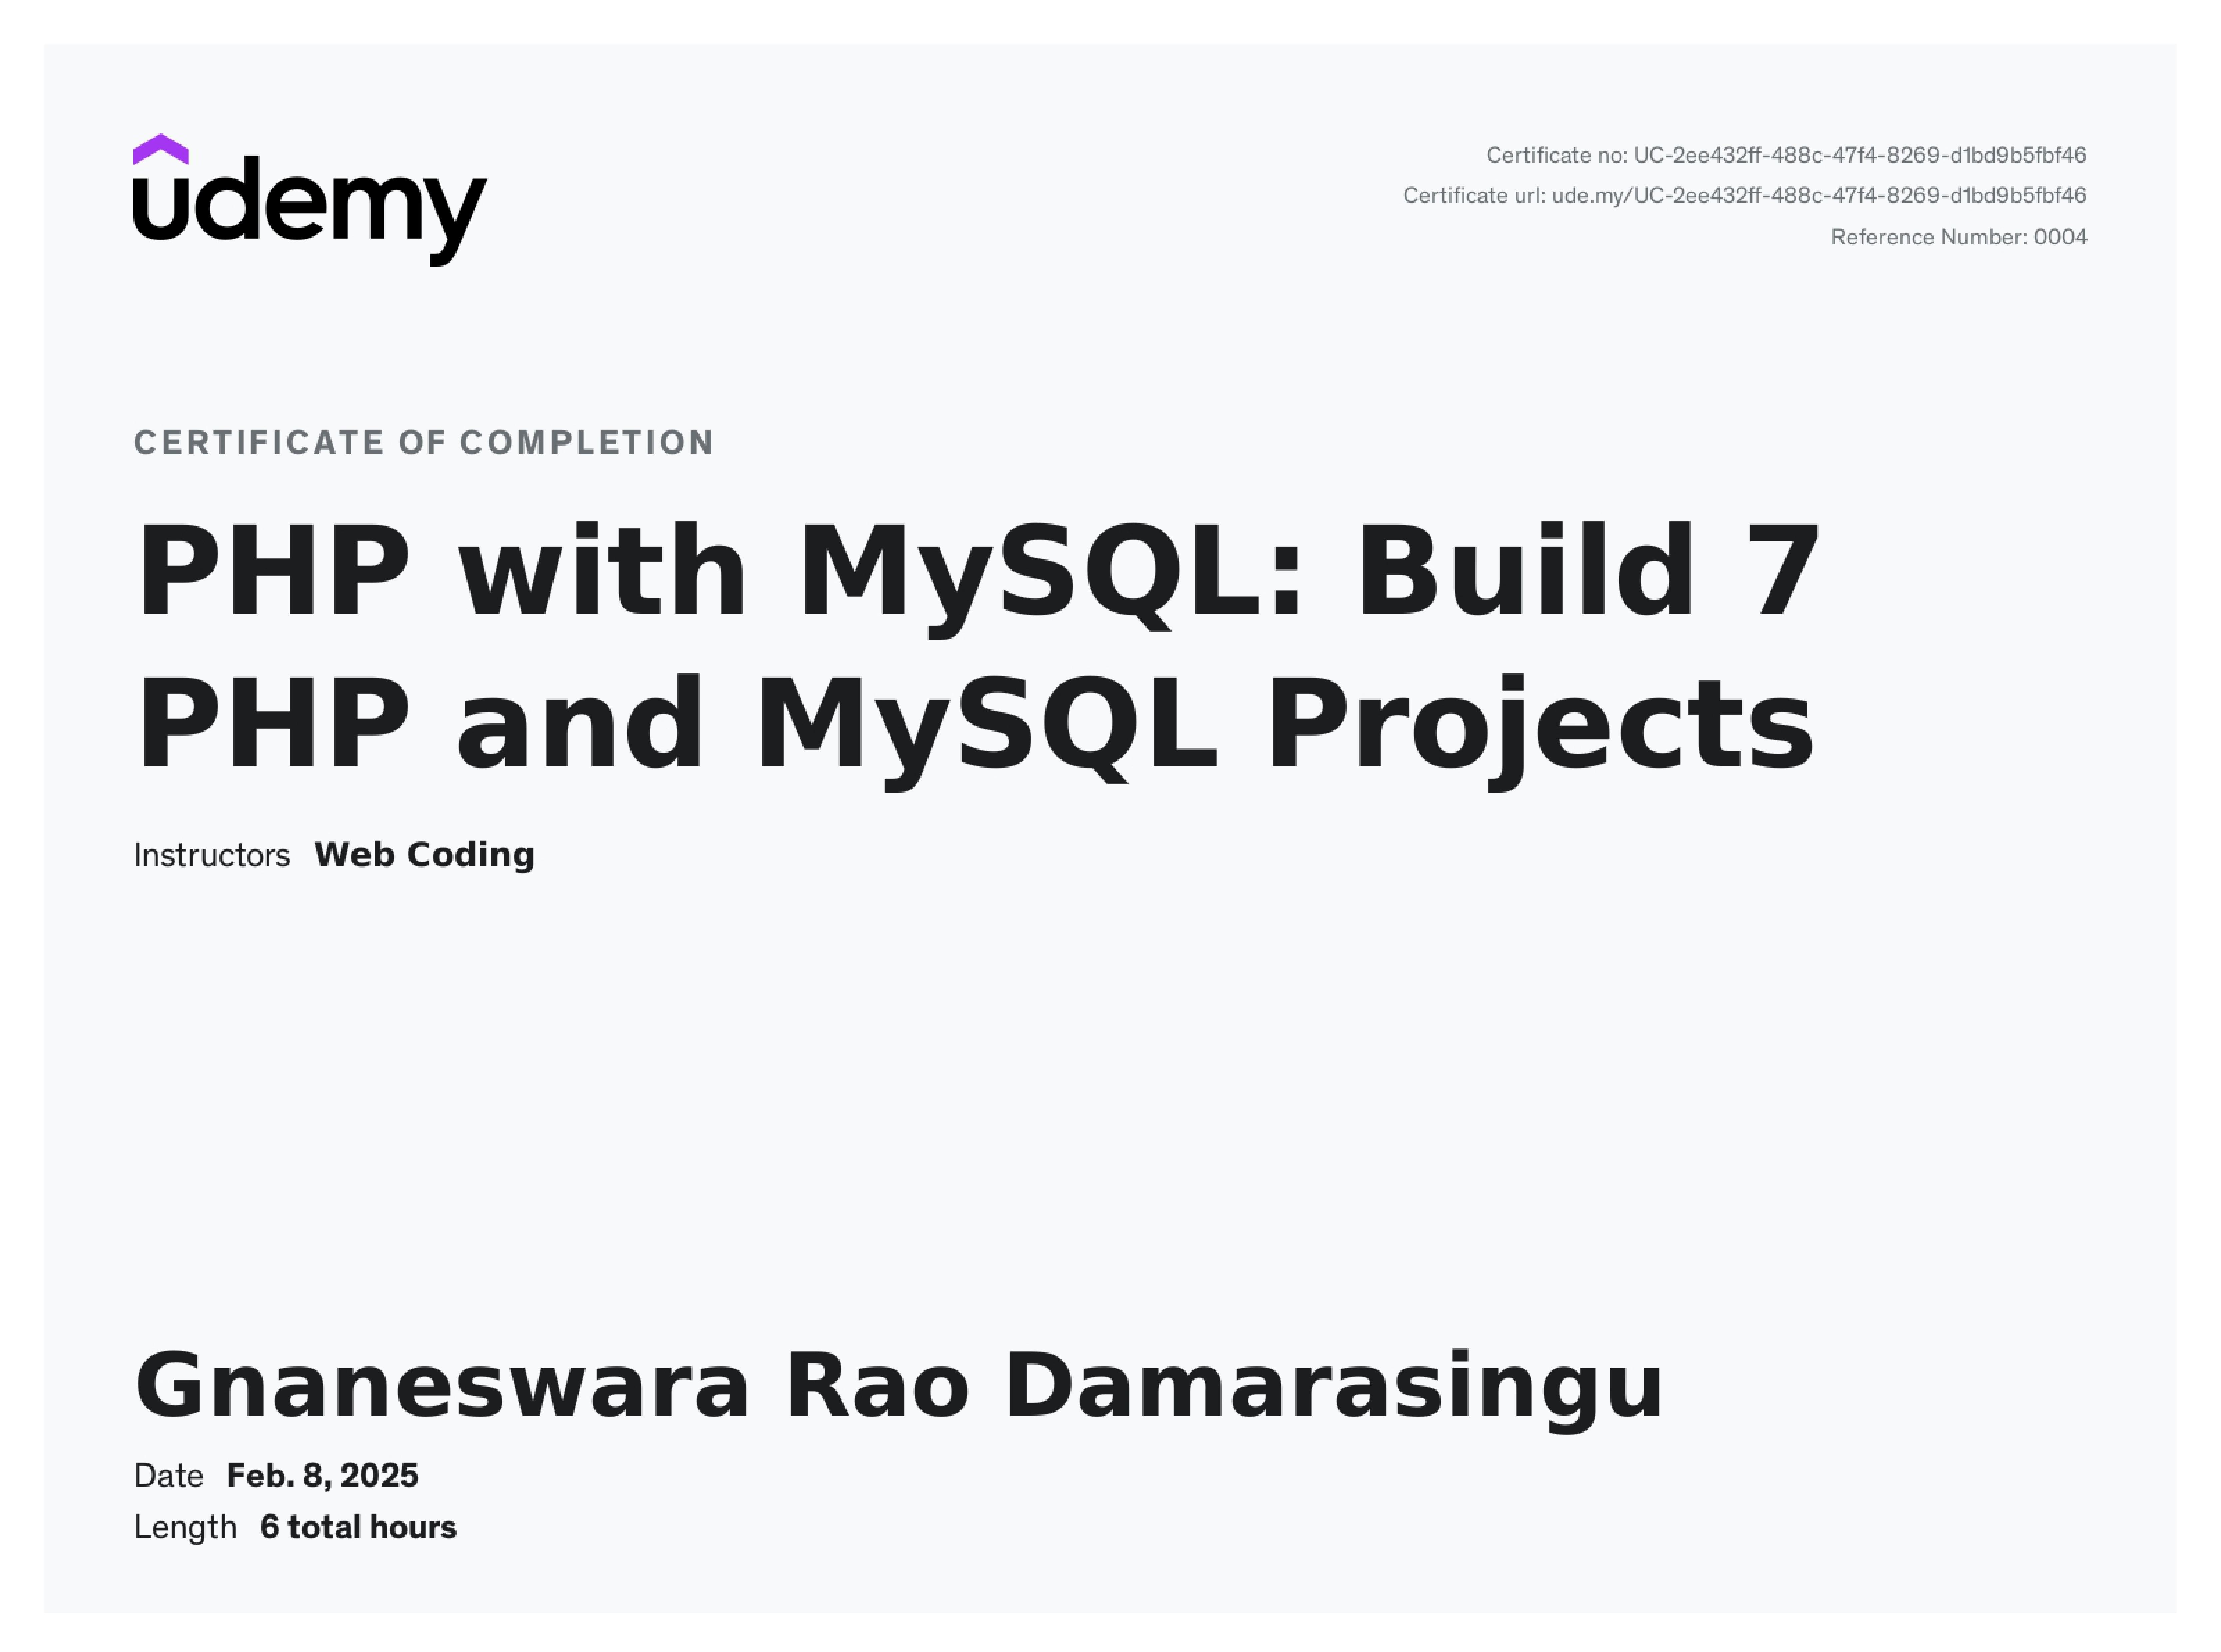 udemy
Certificate no: UC-2ee432ff-488c-47f4-8269-d1bd9b5fbf46
Certificate url: ude.my/UC-2ee432ff-488c-47f4-8269-d1bd9b5fbf46
Reference Number: 0004
CERTIFICATE OF COMPLETION
PHP with MySQL: Build 7
PHP and MySQL Projects
Instructors Web Coding
Gnaneswara Rao Damarasingu
Date Feb. 8, 2025
Length 6 total hours